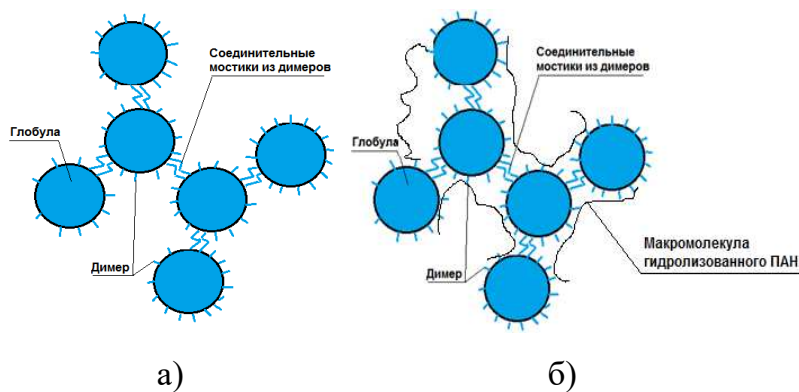 Соединительные
мостики из димеров
Глобула
Димер
а)
Соединительные
мостики из димеров
Глобула
Димер
Макромолекула
гидролизованного ПАН
б)